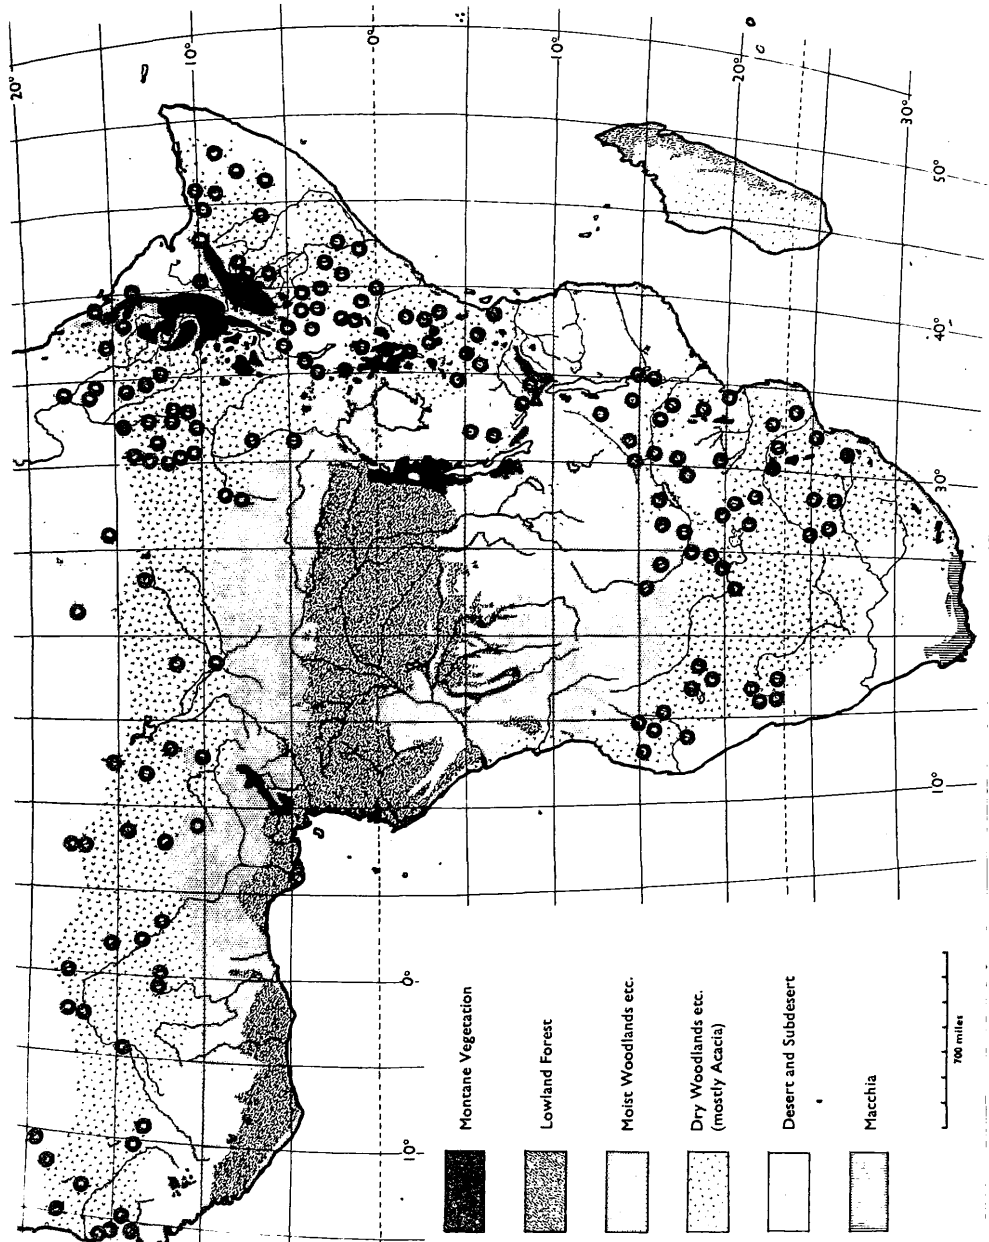 20°
10°
0°
10°
20°
30°
50°
40°
30°
10°
0°
10°
Montane Vegetation
Lowland Forest
Moist Woodlands etc.
Dry Woodlands etc.
(mostly Acacia)
Desert and Subdesert
Macchia
700 miles